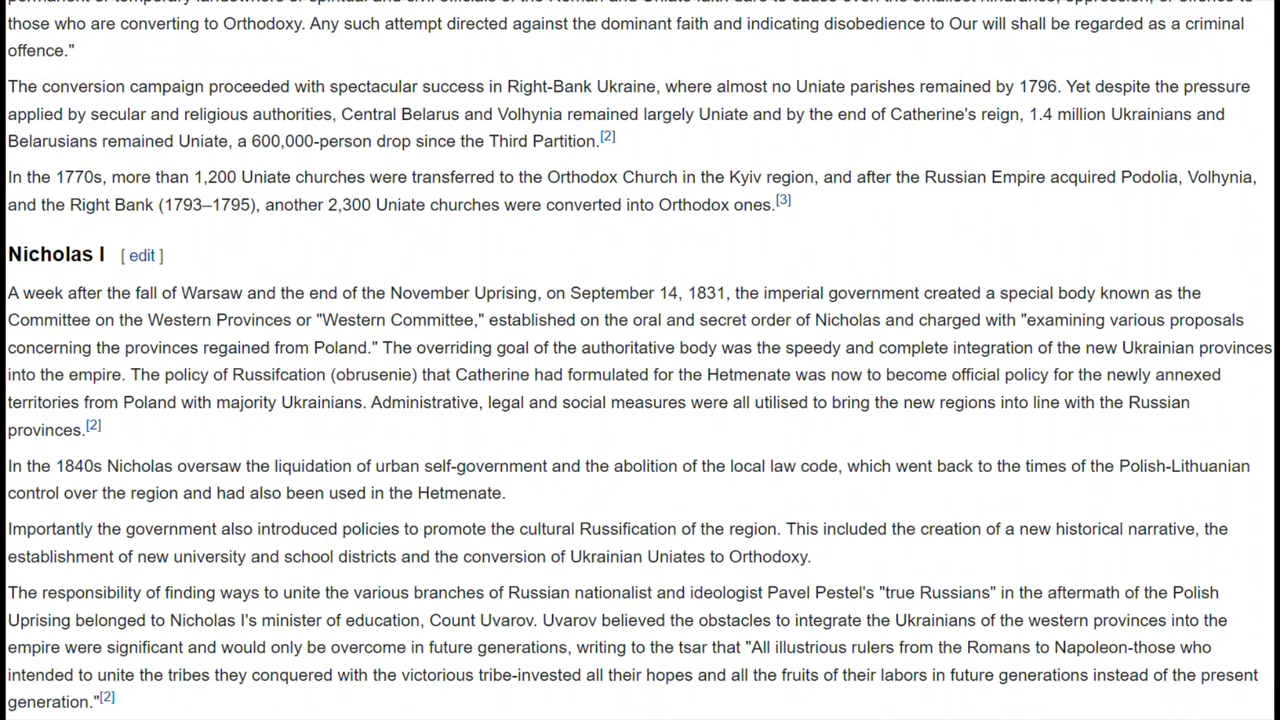 those who are converting to Orthodoxy. Any such attempt directed against the dominant faith and indicating disobedience to Our will shall be regarded as a criminal
offence."
The conversion campaign proceeded with spectacular success in Right-Bank Ukraine, where almost no Uniate parishes remained by 1796. Yet despite the pressure
applied by secular and religious authorities, Central Belarus and Volhynia remained largely Uniate and by the end of Catherine's reign, 1.4 million Ukrainians and
Belarusians remained Uniate, a 600,000-person drop since the Third Partition.[2]
In the 1770s, more than 1,200 Uniate churches were transferred to the Orthodox Church in the Kyiv region, and after the Russian Empire acquired Podolia, Volhynia,
and the Right Bank (1793–1795), another 2,300 Uniate churches were converted into Orthodox ones.[3]
Nicholas I [ edit ]
A week after the fall of Warsaw and the end of the November Uprising, on September 14, 1831, the imperial government created a special body known as the
Committee on the Western Provinces or "Western Committee," established on the oral and secret order of Nicholas and charged with "examining various proposals
concerning the provinces regained from Poland." The overriding goal of the authoritative body was the speedy and complete integration of the new Ukrainian provinces
into the empire. The policy of Russifcation (obrusenie) that Catherine had formulated for the Hetmenate was now to become official policy for the newly annexed
territories from Poland with majority Ukrainians. Administrative, legal and social measures were all utilised to bring the new regions into line with the Russian
provinces.[2]
In the 1840s Nicholas oversaw the liquidation of urban self-government and the abolition of the local law code, which went back to the times of the Polish-Lithuanian
control over the region and had also been used in the Hetmenate.
Importantly the government also introduced policies to promote the cultural Russification of the region. This included the creation of a new historical narrative, the
establishment of new university and school districts and the conversion of Ukrainian Uniates to Orthodoxy.
The responsibility of finding ways to unite the various branches of Russian nationalist and ideologist Pavel Pestel's "true Russians" in the aftermath of the Polish
Uprising belonged to Nicholas I's minister of education, Count Uvarov. Uvarov believed the obstacles to integrate the Ukrainians of the western provinces into the
empire were significant and would only be overcome in future generations, writing to the tsar that "All illustrious rulers from the Romans to Napoleon-those who
intended to unite the tribes they conquered with the victorious tribe-invested all their hopes and all the fruits of their labors in future generations instead of the present
generation."[2]